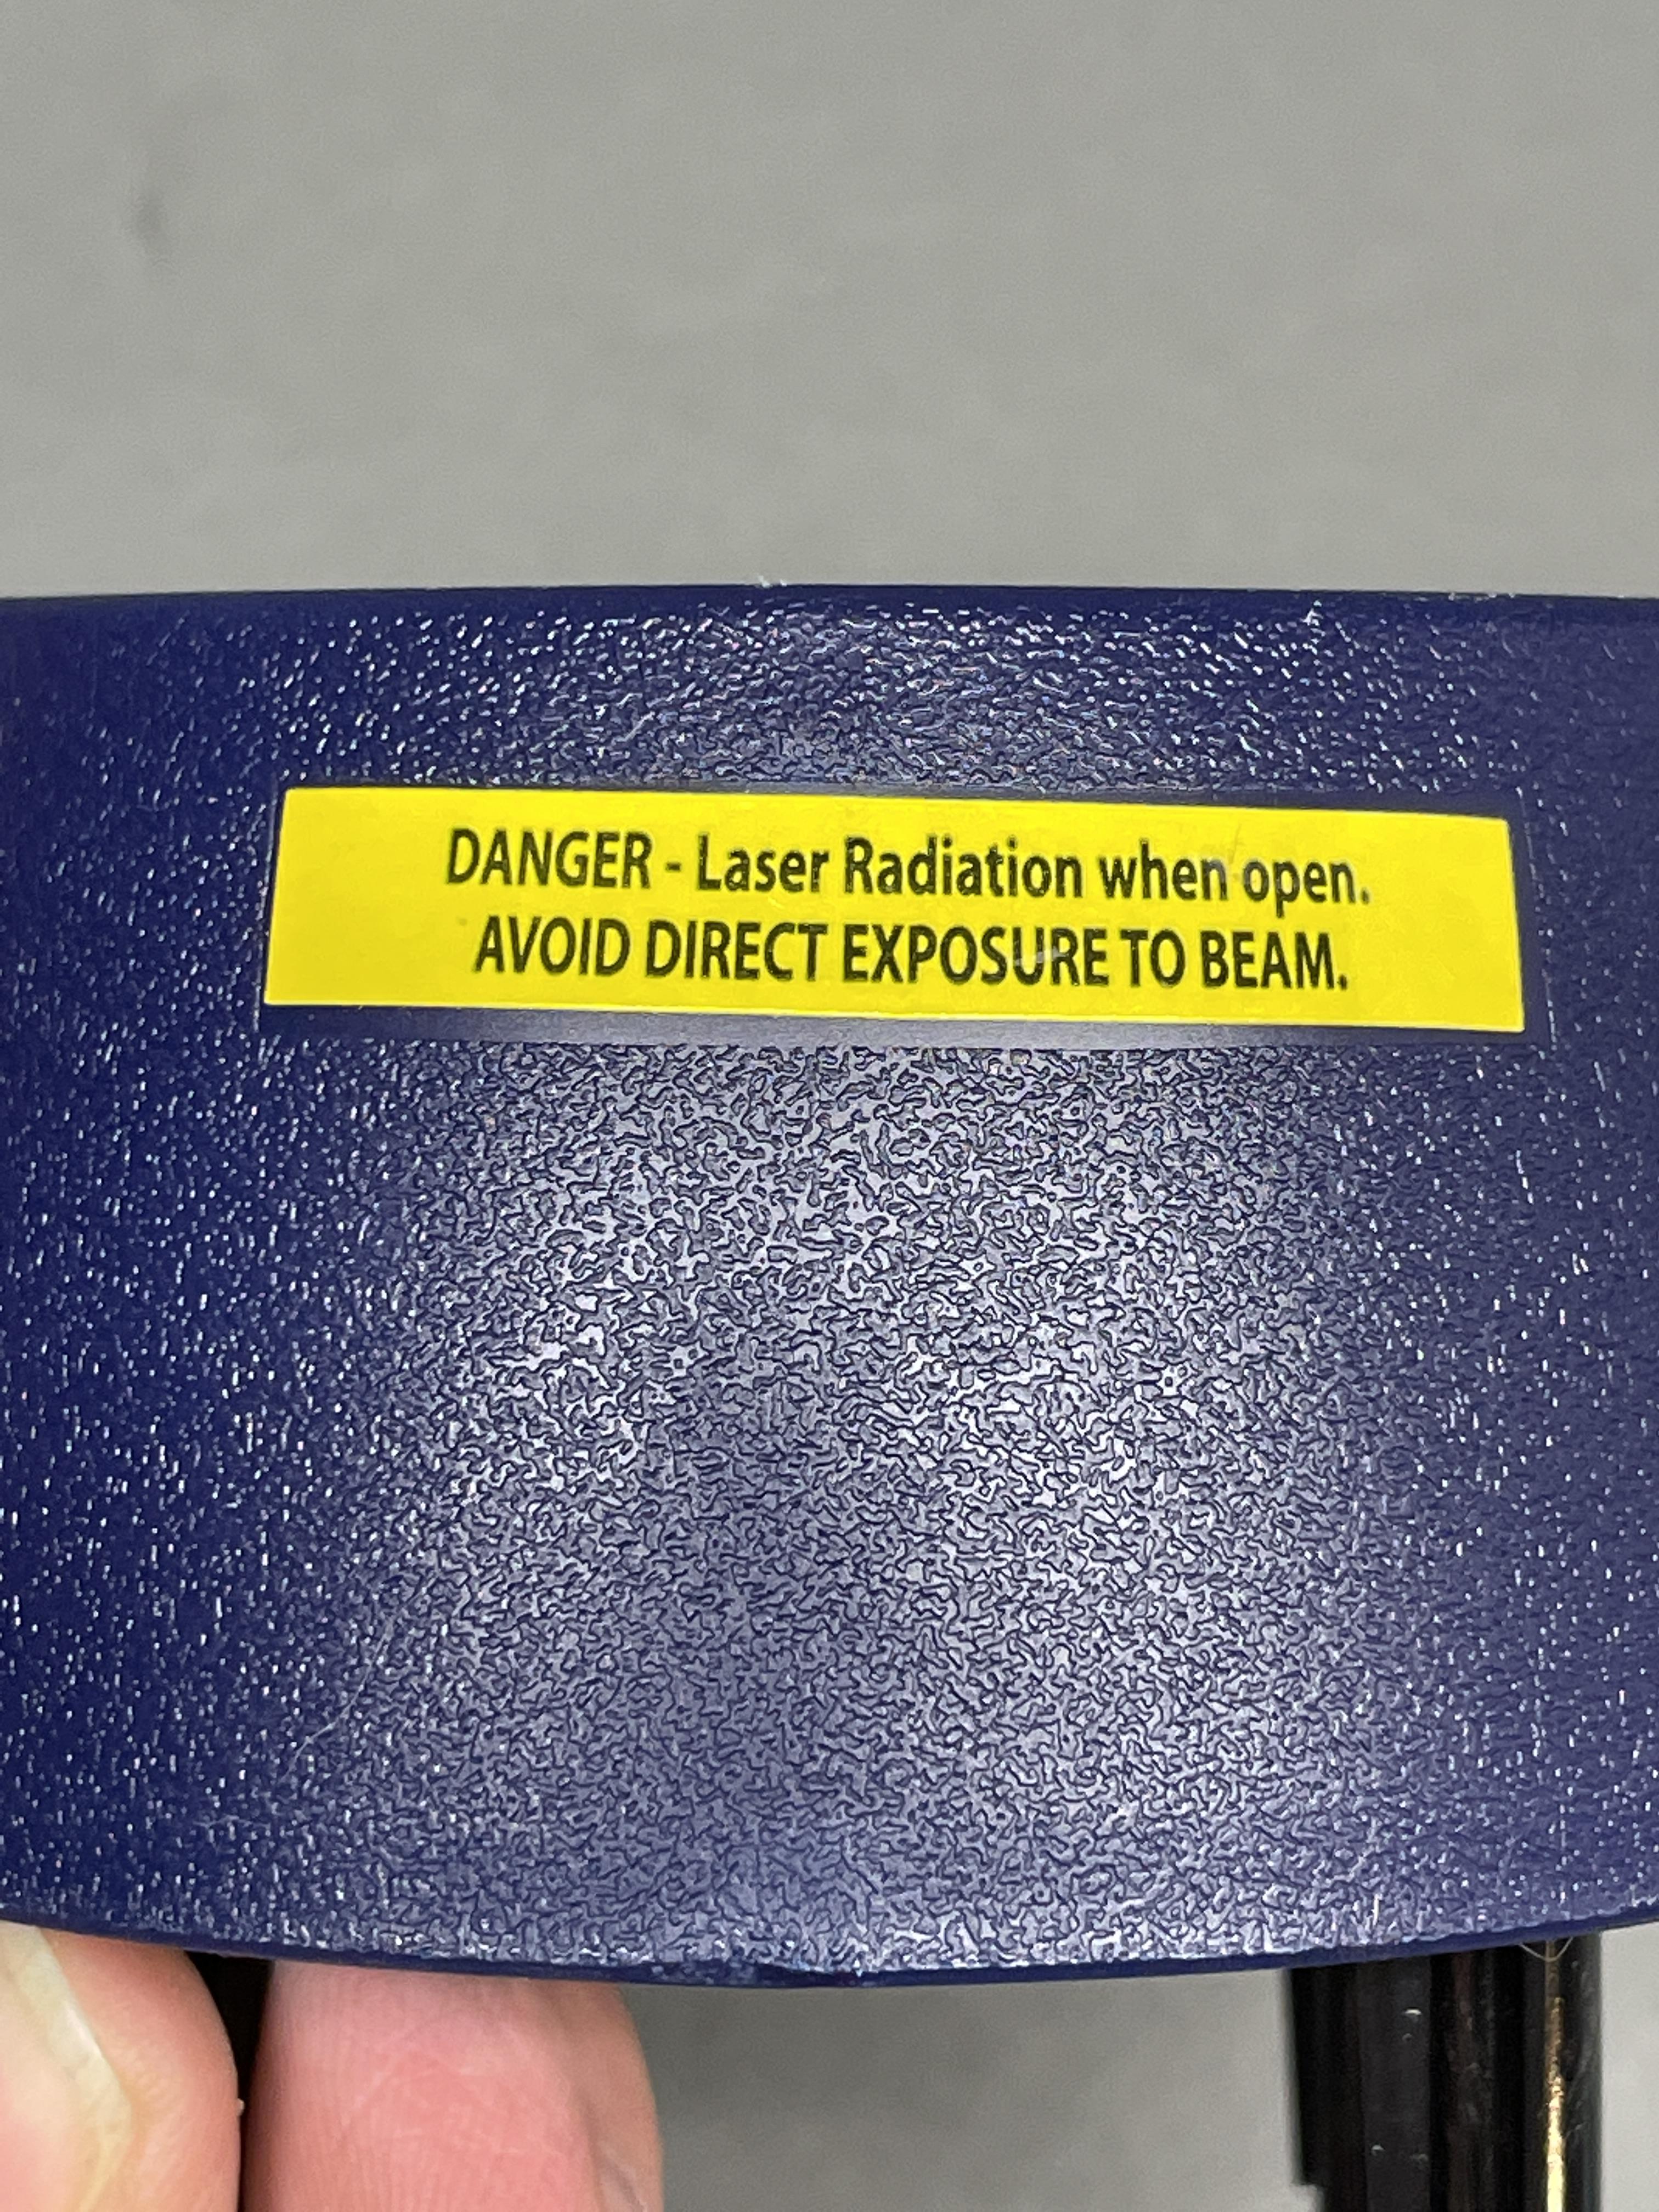 DANGER - Laser Radiation when open.
AVOID DIRECT EXPOSURE TO BEAM.